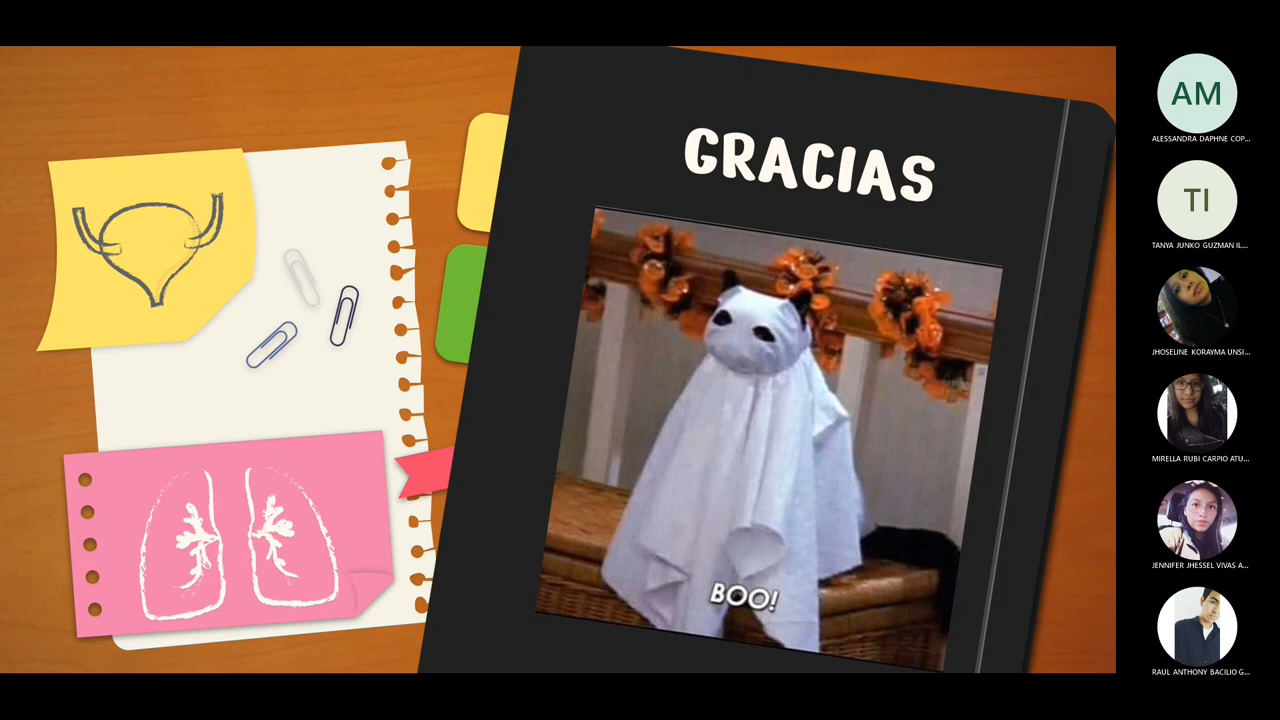 GRACIAS
BOO!
AM
ALESSANDRA DAPHNE COP...
TI
TANYA JUNKO GUZMAN IL...
JHOSELINE KORAYMA UNSI...
MIRELLA RUBI CARPIO ATU...
JENNIFER JHESSEL VIVAS A...
RAUL ANTHONY BACILIO G...